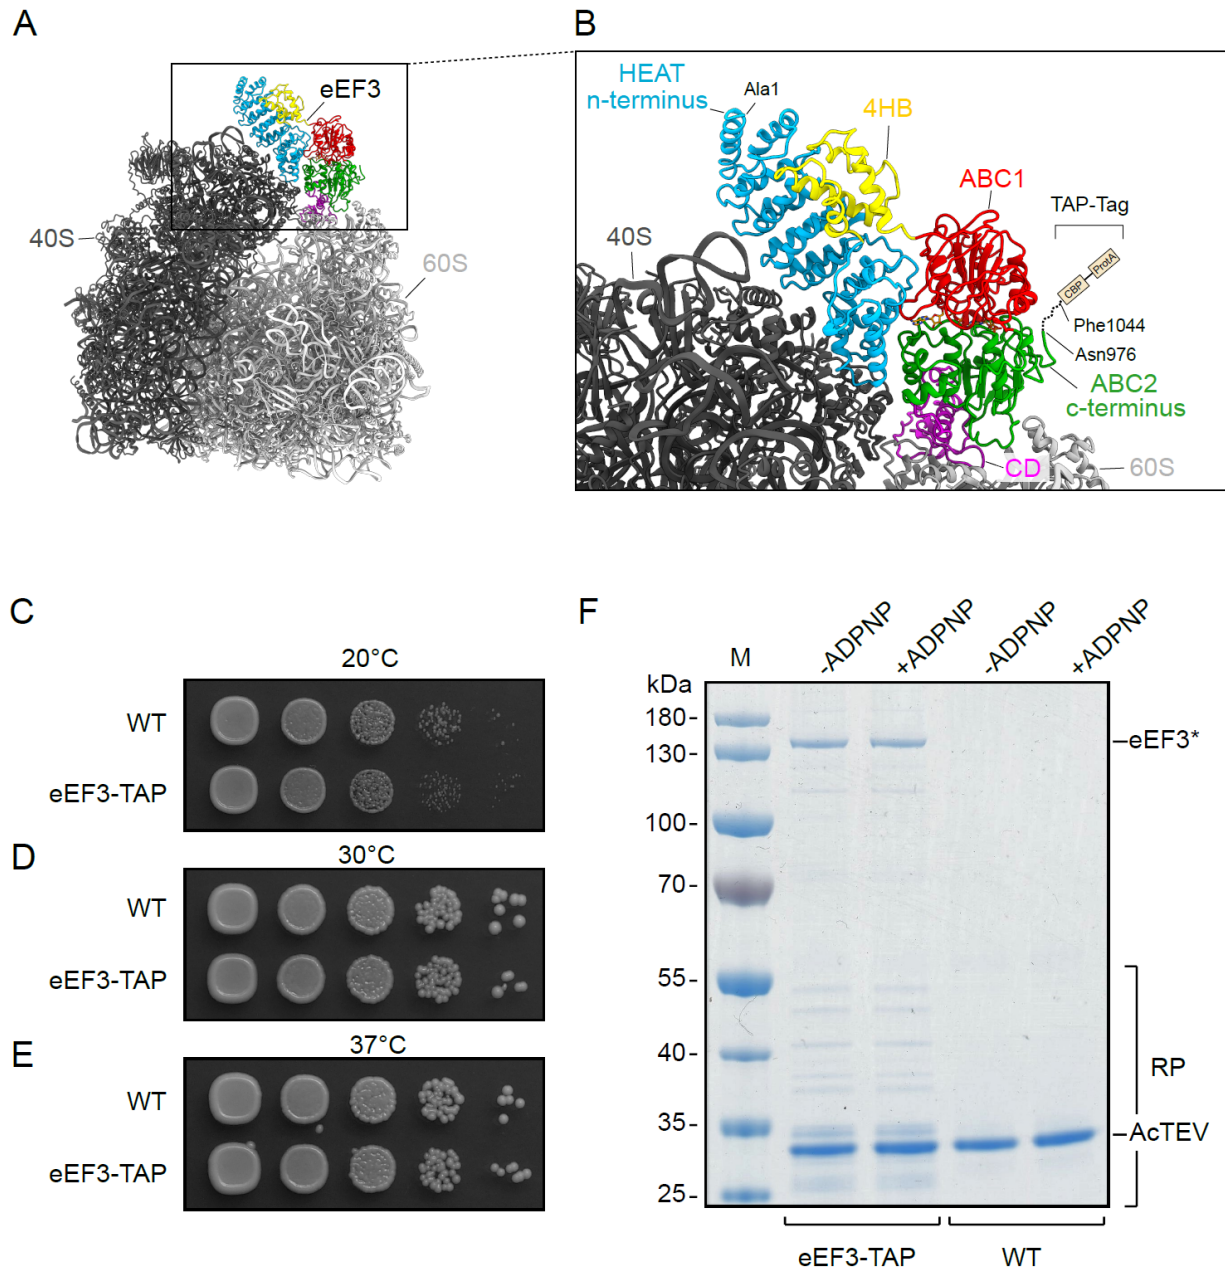 A
eEF3
40S
60S
B
HEAT
n-terminus
Ala1
4HB
ABC1
TAP-Tag
40S
CBP
ProtA
Phe1044
Asn976
ABC2
c-terminus
CD
60S
C
20°C
WT
eEF3-TAP
D
30°C
WT
eEF3-TAP
E
37°C
WT
eEF3-TAP
F
M
-ADPNP
+ADPNP
-ADPNP
+ADPNP
kDa
180-
130-
100-
70-
55-
40-
35-
25-
eEF3*
RP
AcTEV
eEF3-TAP
WT